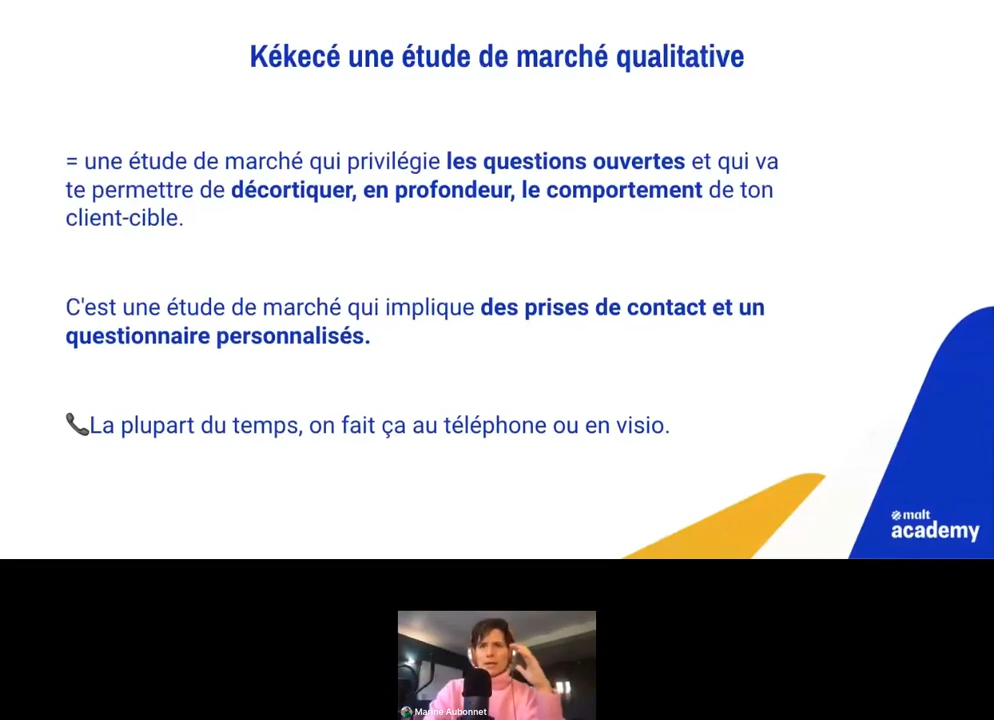 Kékecé une étude de marché qualitative
= une étude de marché qui privilégie les questions ouvertes et qui va
te permettre de décortiquer, en profondeur, le comportement de ton
client-cible.
C'est une étude de marché qui implique des prises de contact et un
questionnaire personnalisés.
📞La plupart du temps, on fait ça au téléphone ou en visio.
malt
academy
Marine Aubonnet